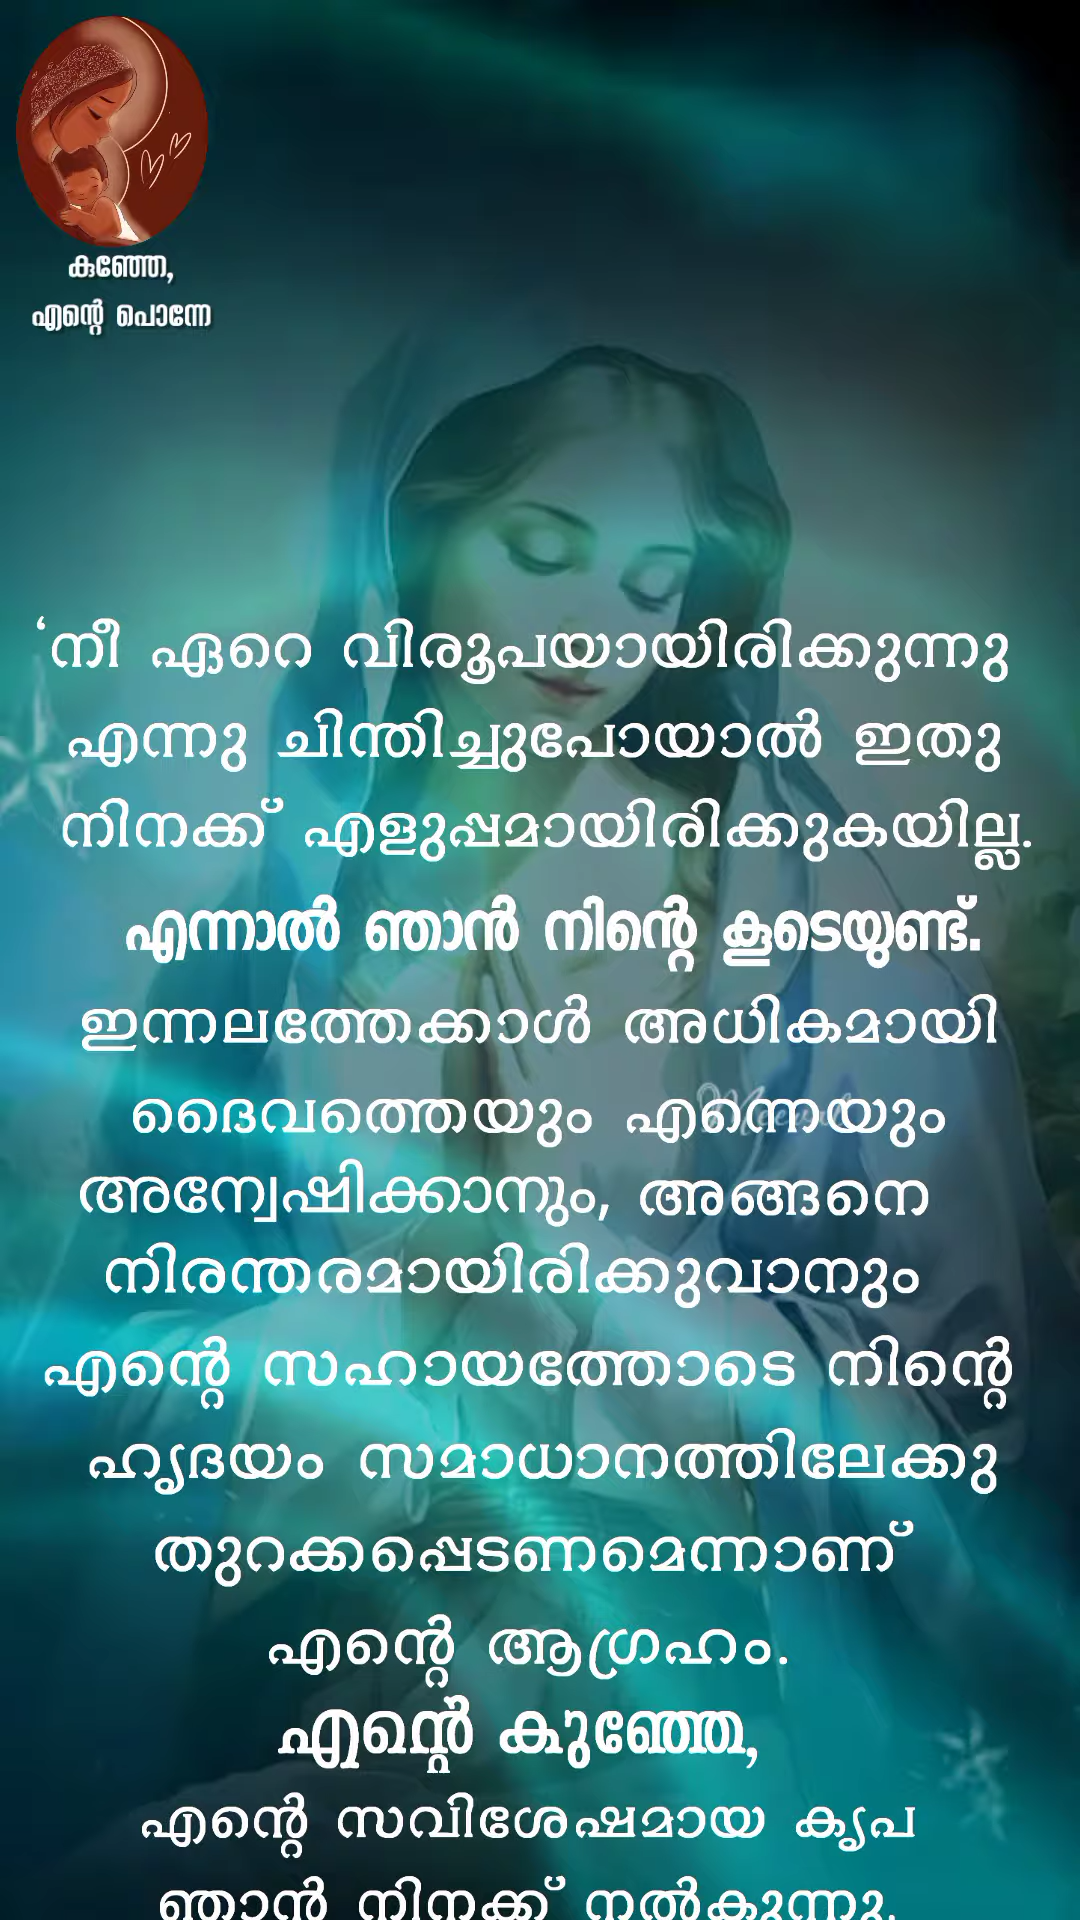 കുഞ്ഞേ,
എന്റെ പൊന്നേ
‘നീ ഏറെ വിരൂപയായിരിക്കുന്നു
എന്നു ചിന്തിച്ചുപോയാൽ ഇതു
നിനക്ക് എളുപ്പമായിരിക്കുകയില്ല.
എന്നാൽ ഞാൻ നിന്റെ കൂടെയുണ്ട്.
ഇന്നലത്തേക്കാൾ അധികമായി
ദൈവത്തെയും എന്നെയും
അന്വേഷിക്കാനും, അങ്ങനെ
നിരന്തരമായിരിക്കുവാനും
എന്റെ സഹായത്തോടെ നിന്റെ
ഹൃദയം സമാധാനത്തിലേക്കു
തുറക്കപ്പെടണമെന്നാണ്
എന്റെ ആഗ്രഹം.
എന്റെ കുഞ്ഞേ,
എന്റെ സവിശേഷമായ കൃപ
ഞാൻ നിനക്ക് നൽകുന്നു.